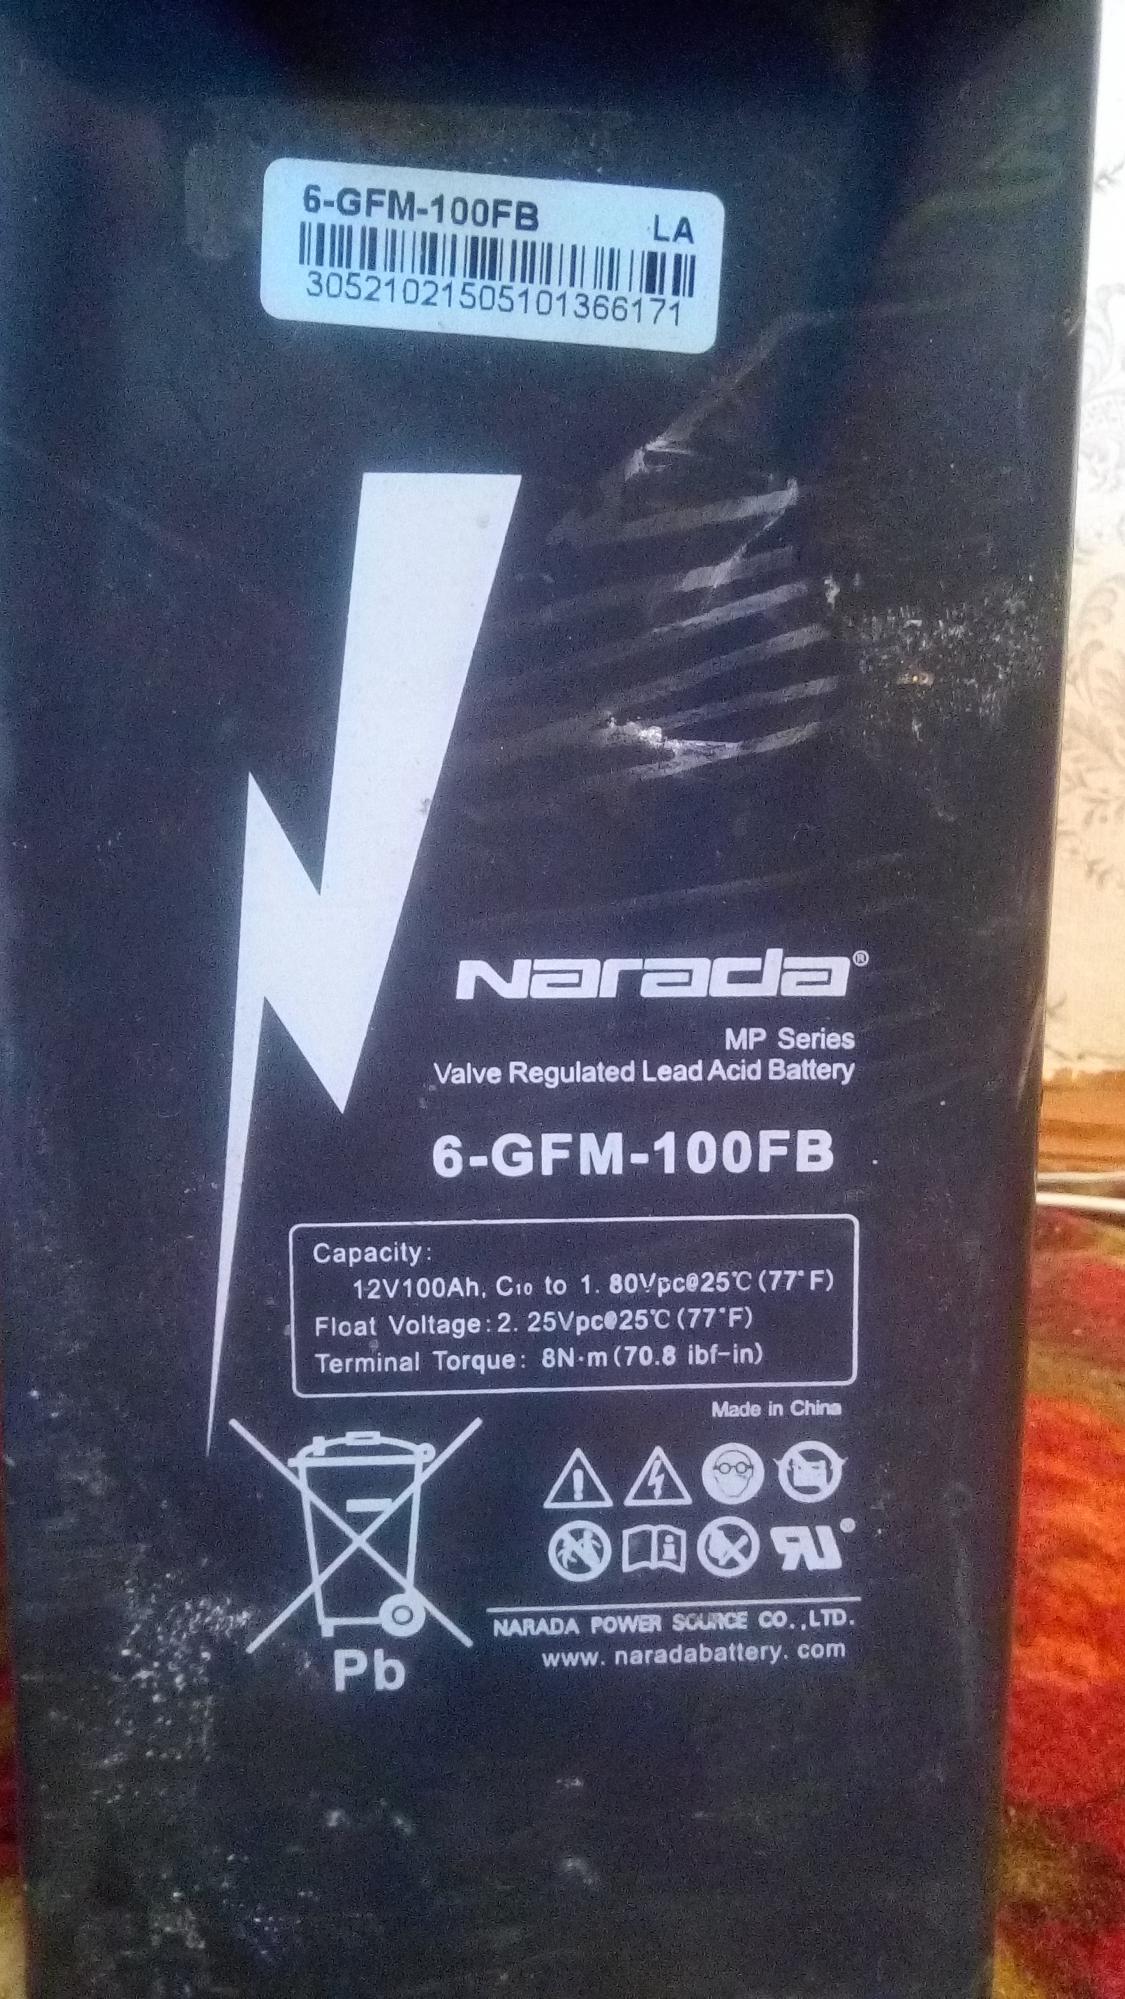 6-GFM-100FB LA
30521021505101366171
Narada®
MP Series
Valve Regulated Lead Acid Battery
6-GFM-100FB
Capacity:
12V100Ah, C₁₀ to 1. 80Vpc@25℃(77°F)
Float Voltage:2. 25Vpc@25℃(77°F)
Terminal Torque: 8N·m(70.8 ibf-in)
Made in China
Pb
NARADA POWER SOURCE CO.,LTD.
www. naradabattery. com